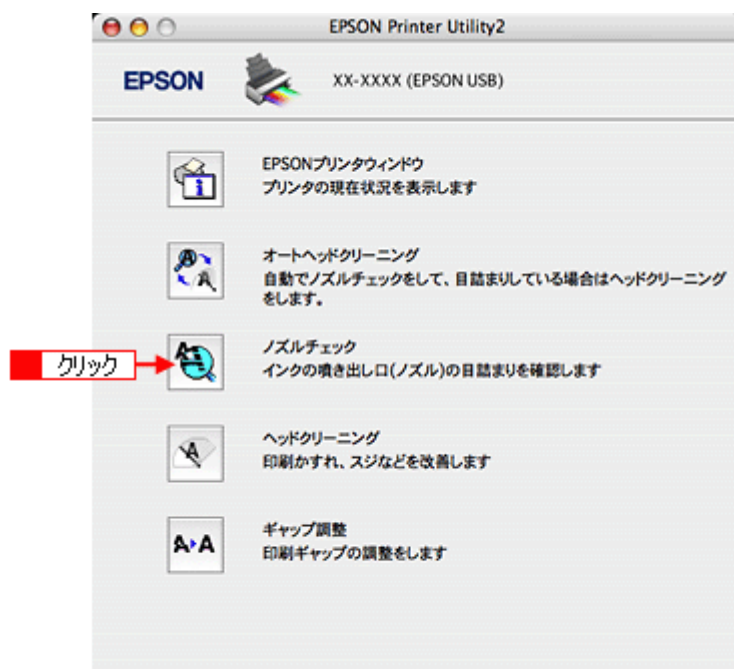 EPSON Printer Utility2
EPSON
XX-XXXX (EPSON USB)
EPSONプリンタウィンドウ
プリンタの現在状況を表示します
オートヘッドクリーニング
自動でノズルチェックをして、目詰まりしている場合はヘッドクリーニング
をします。
クリック
ノズルチェック
インクの噴き出し口(ノズル)の目詰まりを確認します
ヘッドクリーニング
印刷かすれ、スジなどを改善します
ギャップ調整
印刷ギャップの調整をします